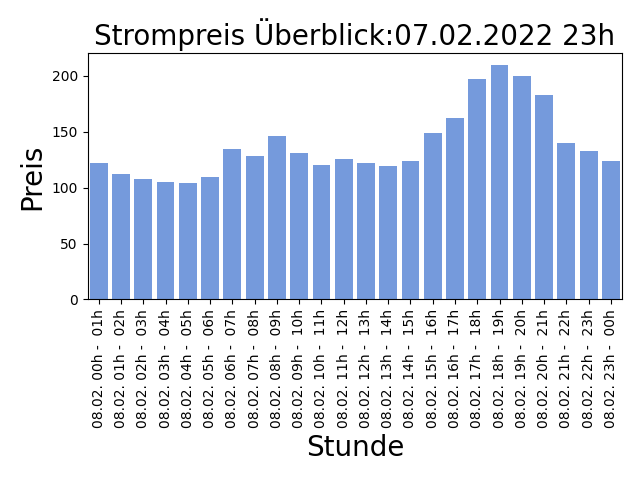 Strompreis Überblick:07.02.2022 23h
Preis
200
150
100
50
0
08.02. 00h - 01h
08.02. 01h - 02h
08.02. 02h - 03h
08.02. 03h - 04h
08.02. 04h - 05h
08.02. 05h - 06h
08.02. 06h - 07h
08.02. 07h - 08h
08.02. 08h - 09h
08.02. 09h - 10h
08.02. 10h - 11h
08.02. 11h - 12h
08.02. 12h - 13h
08.02. 13h - 14h
08.02. 14h - 15h
08.02. 15h - 16h
08.02. 16h - 17h
08.02. 17h - 18h
08.02. 18h - 19h
08.02. 19h - 20h
08.02. 20h - 21h
08.02. 21h - 22h
08.02. 22h - 23h
08.02. 23h - 00h
Stunde